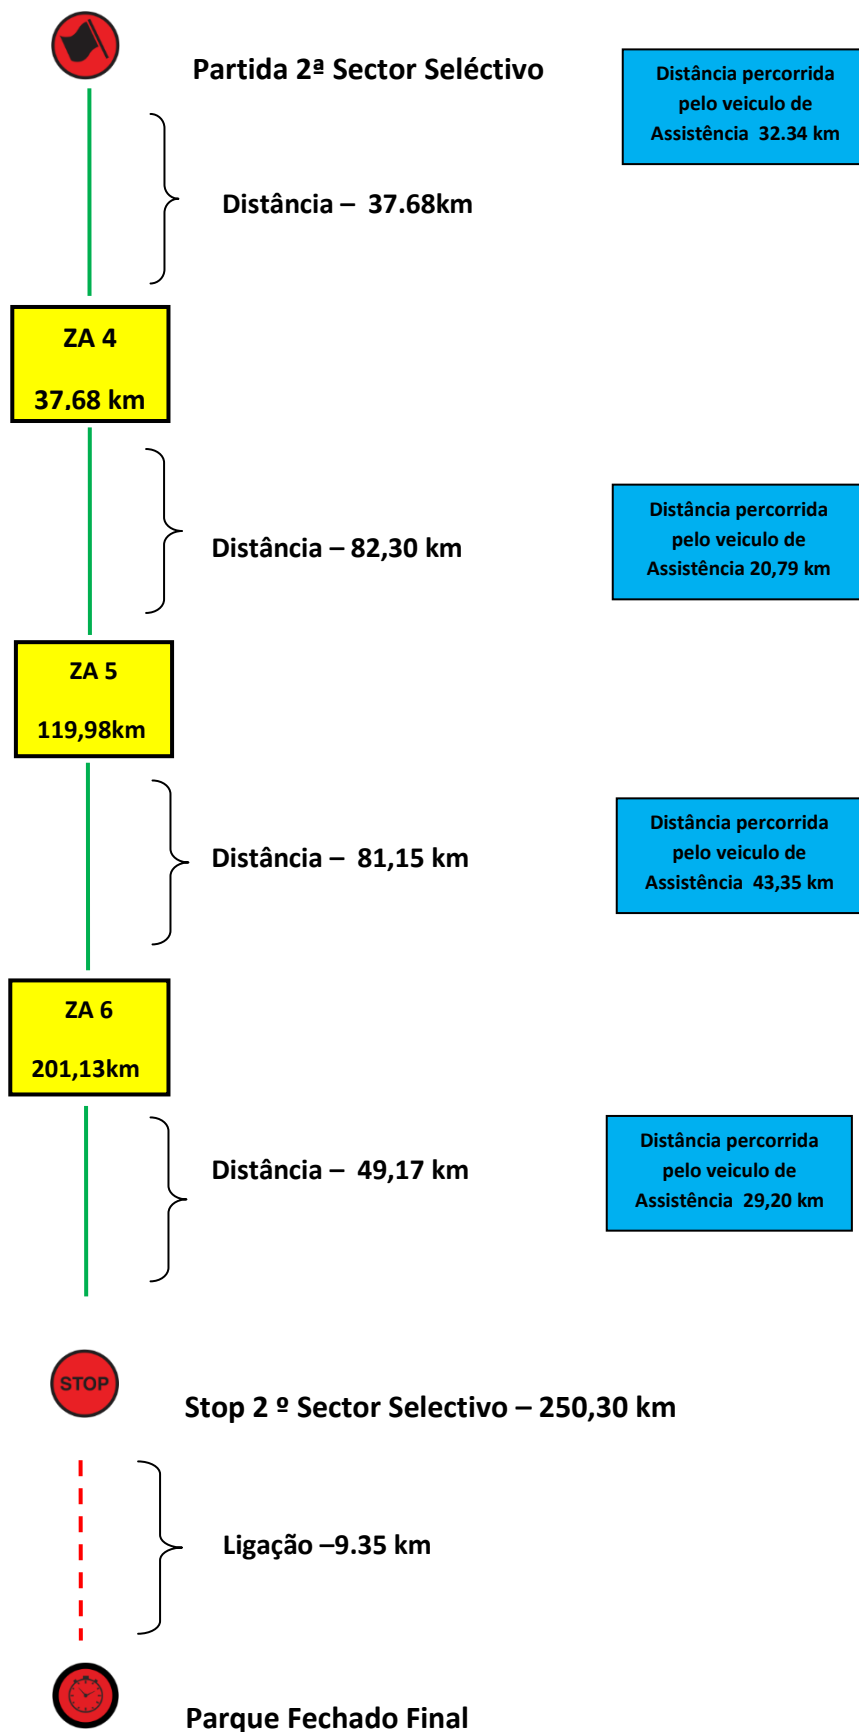 Partida 2ª Sector Seléctivo
Distância percorrida
pelo veiculo de
Assistência 32.34 km
Distância – 37.68km
ZA 4
37,68 km
Distância – 82,30 km
Distância percorrida
pelo veiculo de
Assistência 20,79 km
ZA 5
119,98km
Distância – 81,15 km
Distância percorrida
pelo veiculo de
Assistência 43,35 km
ZA 6
201,13km
Distância – 49,17 km
Distância percorrida
pelo veiculo de
Assistência 29,20 km
STOP
Stop 2 º Sector Selectivo – 250,30 km
Ligação –9.35 km
Parque Fechado Final